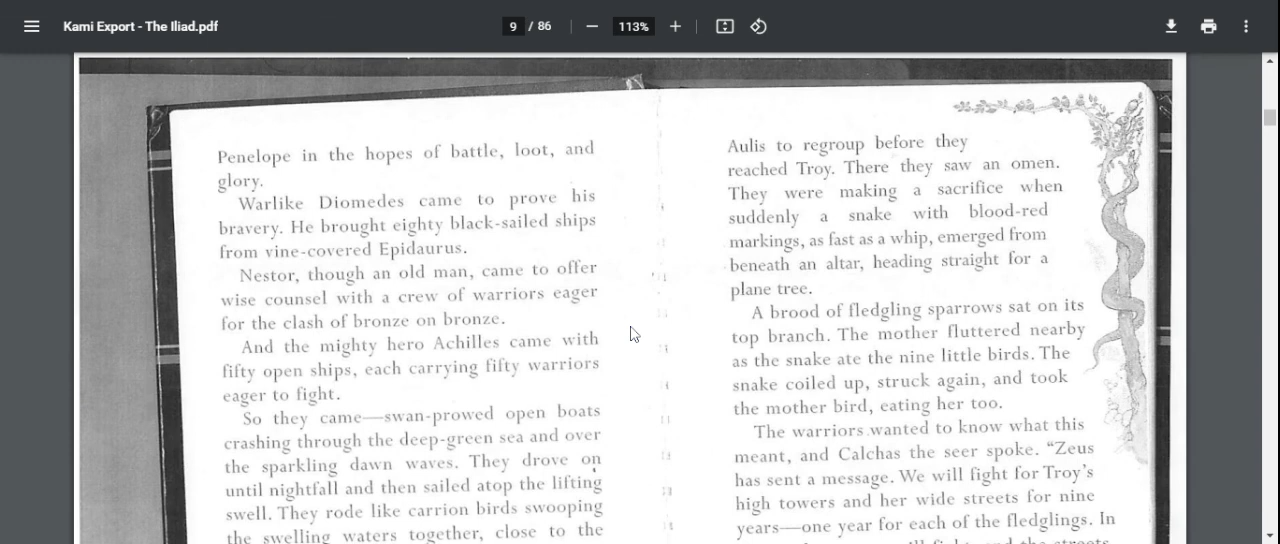 Kami Export - The Iliad.pdf
9 / 86
113%
Penelope in the hopes of battle, loot, and
glory.
Warlike Diomedes came to prove his
bravery. He brought eighty black-sailed ships
from vine-covered Epidaurus.
Nestor, though an old man, came to offer
wise counsel with a crew of warriors eager
for the clash of bronze on bronze.
And the mighty hero Achilles came with
fifty open ships, each carrying fifty warriors
eager to fight.
So they came—swan-prowed open boats
crashing through the deep-green sea and over
the sparkling dawn waves. They drove on
until nightfall and then sailed atop the lifting
swell. They rode like carrion birds swooping
the swelling waters together, close to the
Aulis to regroup before they
reached Troy. There they saw an omen.
They were making a sacrifice when
suddenly a snake with blood-red
markings, as fast as a whip, emerged from
beneath an altar, heading straight for a
plane tree.
A brood of fledgling sparrows sat on its
top branch. The mother fluttered nearby
as the snake ate the nine little birds. The
snake coiled up, struck again, and took
the mother bird, eating her too.
The warriors wanted to know what this
meant, and Calchas the seer spoke. “Zeus
has sent a message. We will fight for Troy’s
high towers and her wide streets for nine
years—one year for each of the fledglings. In